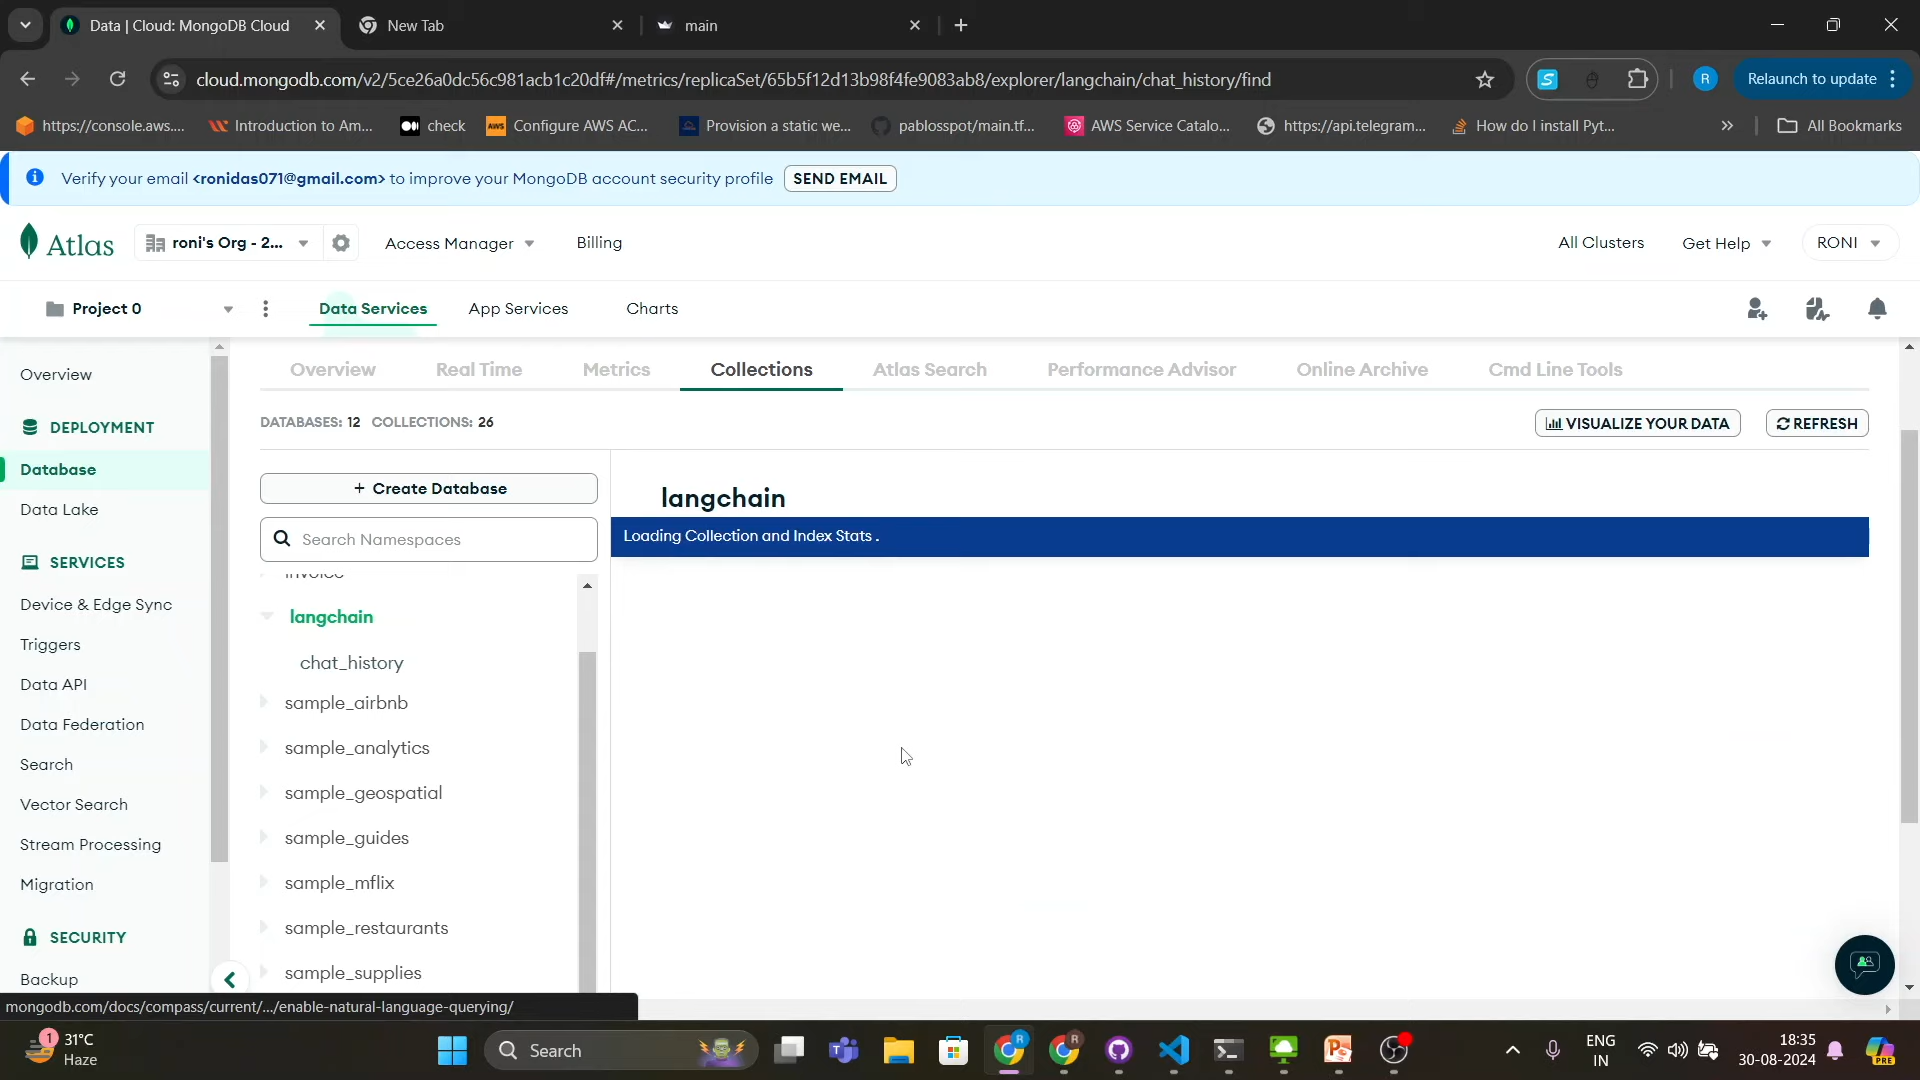 Data | Cloud: MongoDB Cloud
New Tab
main
cloud.mongodb.com/v2/5ce26a0dc56c981acb1c20df#/metrics/replicaSet/65b5f12d13b98f4fe9083ab8/explorer/langchain/chat_history/find
R
Relaunch to update
https://console.aws....
Introduction to Am...
check
Configure AWS AC...
Provision a static we...
pablosspot/main.tf...
AWS Service Catalo...
https://api.telegram...
How do I install Pyt...
All Bookmarks
Verify your email <ronidas071@gmail.com> to improve your MongoDB account security profile
SEND EMAIL
Atlas
roni's Org - 2...
Access Manager
Billing
All Clusters
Get Help
RONI
Project 0
Data Services
App Services
Charts
Overview
Real Time
Metrics
Collections
Atlas Search
Performance Advisor
Online Archive
Cmd Line Tools
DATABASES: 12 COLLECTIONS: 26
VISUALIZE YOUR DATA
REFRESH
Overview
DEPLOYMENT
Database
Data Lake
SERVICES
Device & Edge Sync
Triggers
Data API
Data Federation
Search
Vector Search
Stream Processing
Migration
SECURITY
Backup
+ Create Database
Search Namespaces
invoice
langchain
chat_history
sample_airbnb
sample_analytics
sample_geospatial
sample_guides
sample_mflix
sample_restaurants
sample_supplies
langchain
Loading Collection and Index Stats .
mongodb.com/docs/compass/current/.../enable-natural-language-querying/
1
31°C
Haze
Search
ENG
IN
18:35
30-08-2024
PRE